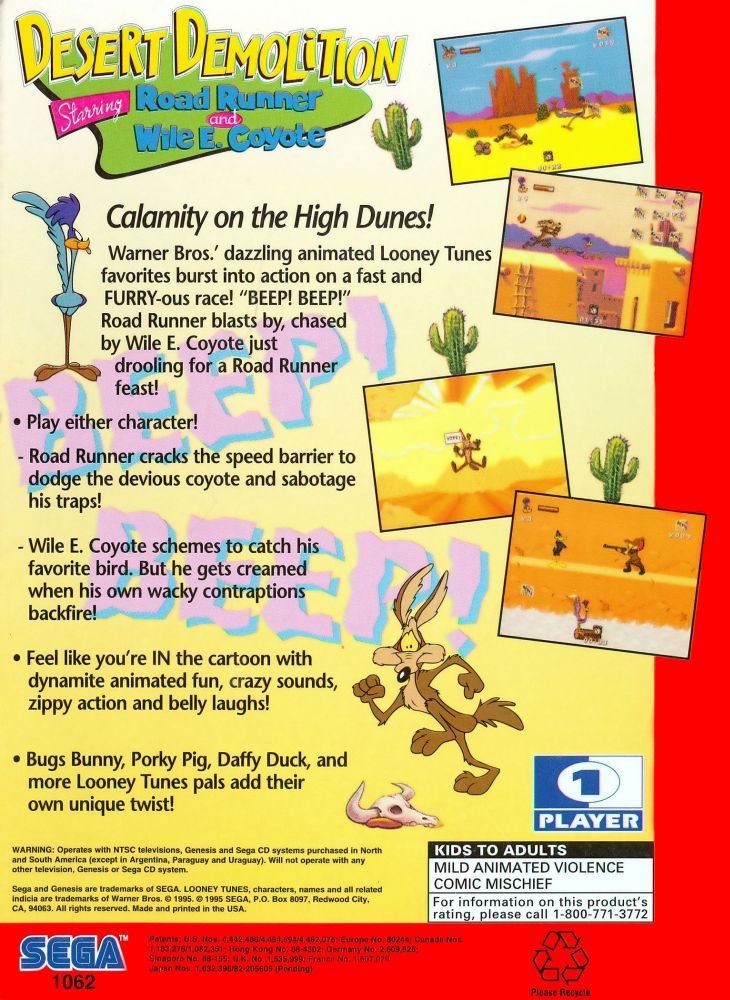 DESERT DEMOLITION
Starring Road Runner
and
Wile E. Coyote
Calamity on the High Dunes!
Warner Bros.' dazzling animated Looney Tunes
favorites burst into action on a fast and
FURRY-ous race! "BEEP! BEEP!"
Road Runner blasts by, chased
by Wile E. Coyote just
drooling for a Road Runner
feast!
BEEP!
BEEP!
• Play either character!
- Road Runner cracks the speed barrier to
dodge the devious coyote and sabotage
his traps!
- Wile E. Coyote schemes to catch his
favorite bird. But he gets creamed
when his own wacky contraptions
backfire!
• Feel like you're IN the cartoon with
dynamite animated fun, crazy sounds,
zippy action and belly laughs!
• Bugs Bunny, Porky Pig, Daffy Duck, and
more Looney Tunes pals add their
own unique twist!
1
PLAYER
WARNING: Operates with NTSC televisions, Genesis and Sega CD systems purchased in North
and South America (except in Argentina, Paraguay and Uraguay). Will not operate with any
other television, Genesis or Sega CD system.
Sega and Genesis are trademarks of SEGA. LOONEY TUNES, characters, names and all related
indicia are trademarks of Warner Bros. © 1995. © 1995 SEGA, P.O. Box 8097, Redwood City,
CA, 94063. All rights reserved. Made and printed in the USA.
KIDS TO ADULTS
MILD ANIMATED VIOLENCE
COMIC MISCHIEF
For information on this product's
rating, please call 1-800-771-3772
SEGA™
1062
Patents: U.S. Nos. 4,442,486/4,454,594/4,462,076; Europe No. 80244; Canada Nos.
1,183,276/1,082,351; Hong Kong No. 88-4302; Germany No. 2,609,826;
Sinapore No. 88-155; U.K. No. 1,535,999; France No. 1,607,029
Japan Nos. 1,632,396/82-205605 (Pending)
Please Recycle